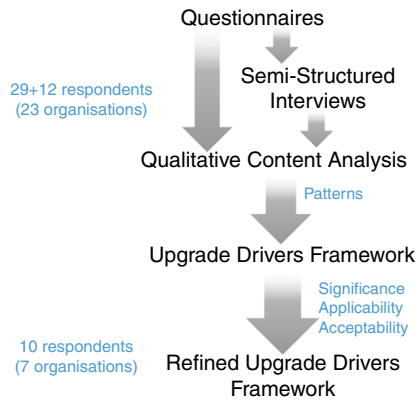 Questionnaires
29+12 respondents
(23 organisations)
Semi-Structured
Interviews
Qualitative Content Analysis
Patterns
Upgrade Drivers Framework
Significance
Applicability
Acceptability
10 respondents
(7 organisations)
Refined Upgrade Drivers
Framework